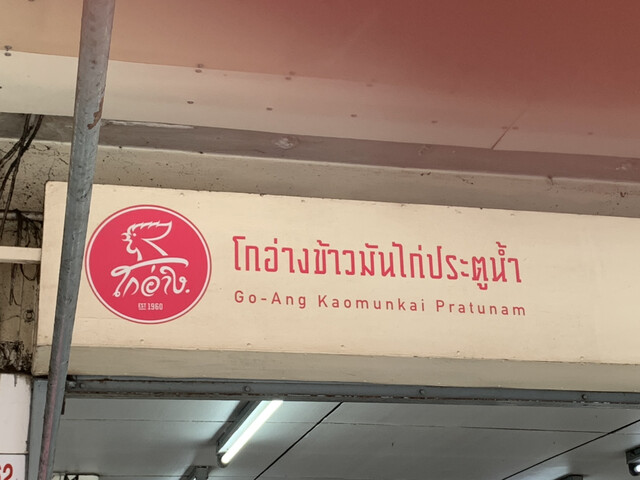 โกอ่าง.
EST. 1960
โกอ่างข้าวมันไก่ประตูน้ำ
Go-Ang Kaomunkai Pratunam
62